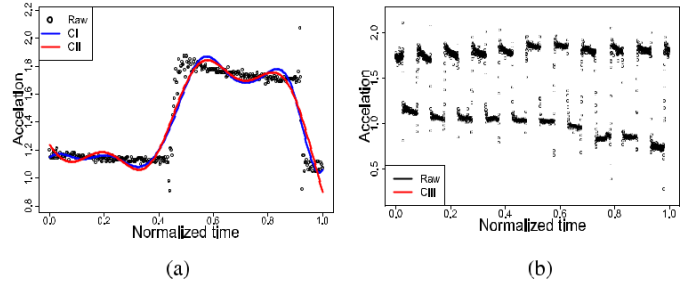 2.2
2.0
1.8
1.6
1.4
1.2
1.0
0.8
Accelation
Raw
CI
CII
0.0 0.2 0.4 0.6 0.8 1.0
Normalized time
(a)
2.0
1.5
1.0
0.5
Accelation
Raw
CIII
0.0 0.2 0.4 0.6 0.8 1.0
Normalized time
(b)